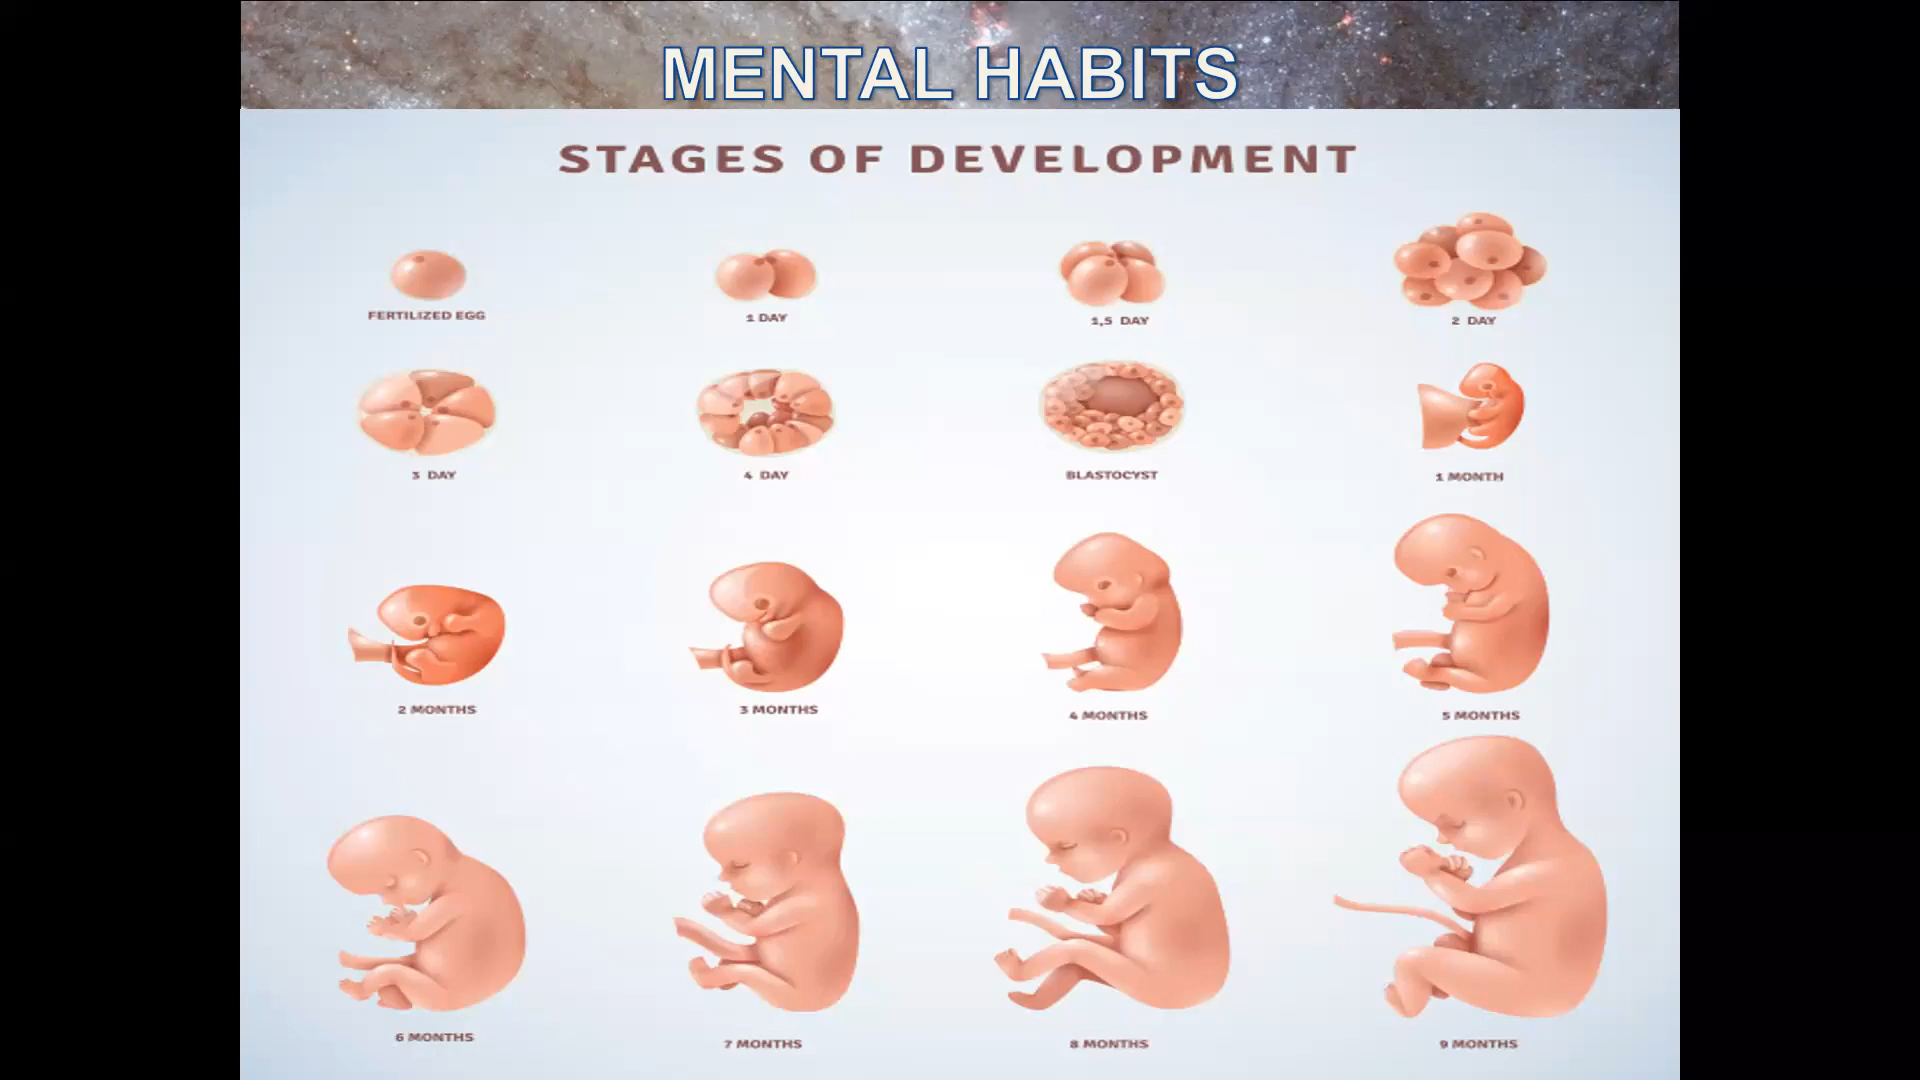 MENTAL HABITS
STAGES OF DEVELOPMENT
FERTILIZED EGG
1 DAY
1,5 DAY
2 DAY
3 DAY
4 DAY
BLASTOCYST
1 MONTH
2 MONTHS
3 MONTHS
4 MONTHS
5 MONTHS
6 MONTHS
7 MONTHS
8 MONTHS
9 MONTHS